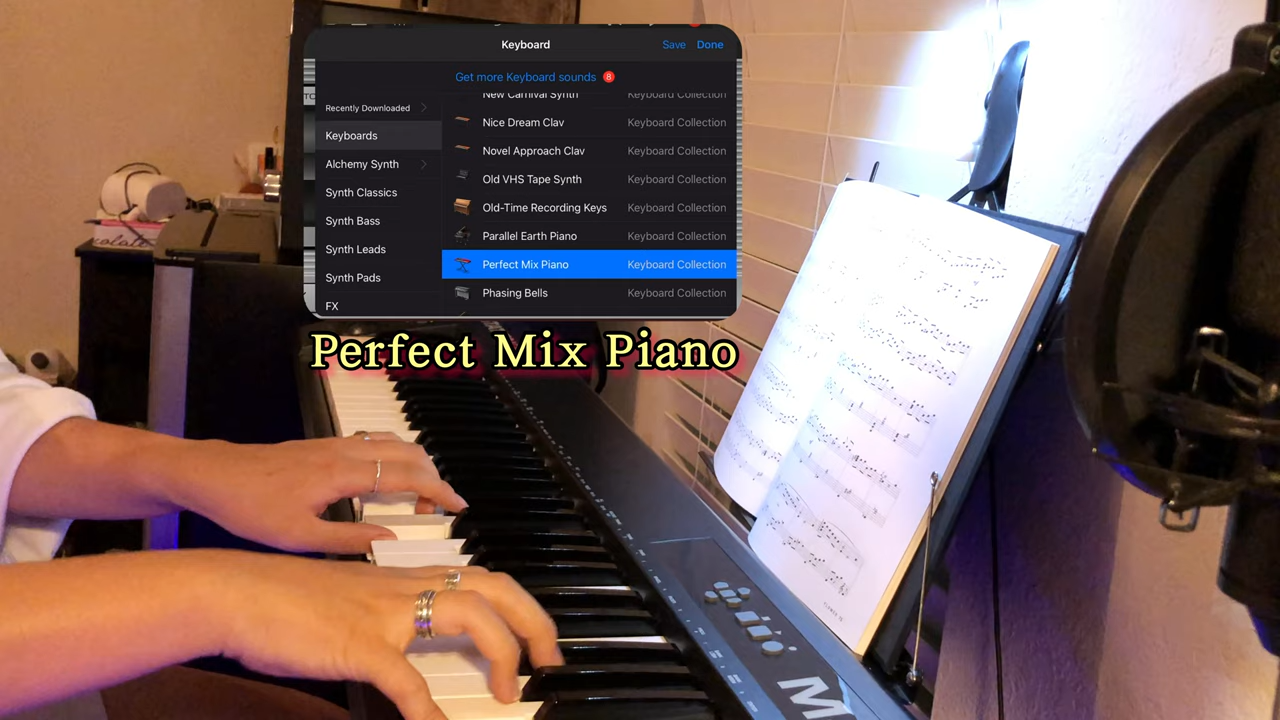 Keyboard
Save Done
Get more Keyboard sounds 8
Recently Downloaded
Keyboards
Alchemy Synth
Synth Classics
Synth Bass
Synth Leads
Synth Pads
FX
New Carnival Synth Keyboard Collection
Nice Dream Clav Keyboard Collection
Novel Approach Clav Keyboard Collection
Old VHS Tape Synth Keyboard Collection
Old-Time Recording Keys Keyboard Collection
Parallel Earth Piano Keyboard Collection
Perfect Mix Piano Keyboard Collection
Phasing Bells Keyboard Collection
Perfect Mix Piano
colate
M